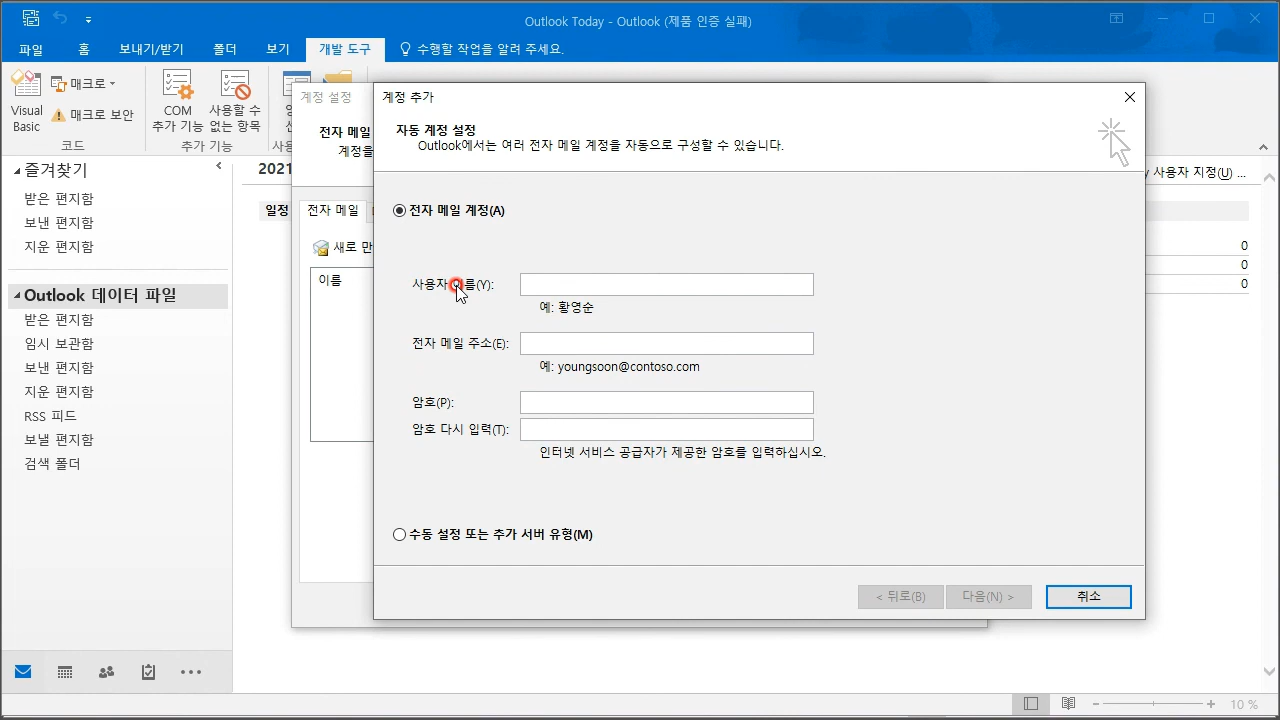 Outlook Today - Outlook (제품 인증 실패)
파일 홈 보내기/받기 폴더 보기 개발 도구 수행할 작업을 알려 주세요.
Visual Basic
매크로
매크로 보안
코드
COM 추가 기능
사용할 수 없는 항목
추가 기능
즐겨찾기
받은 편지함
보낸 편지함
지운 편지함
Outlook 데이터 파일
받은 편지함
임시 보관함
보낸 편지함
지운 편지함
RSS 피드
보낼 편지함
검색 폴더
2021
일정
사용자 지정(U) ...
0
0
0
계정 설정
전자 메일
계정을
전자 메일
새로 만
이름
계정 추가
자동 계정 설정
Outlook에서는 여러 전자 메일 계정을 자동으로 구성할 수 있습니다.
전자 메일 계정(A)
사용자 이름(Y):
예: 황영순
전자 메일 주소(E):
예: youngsoon@contoso.com
암호(P):
암호 다시 입력(T):
인터넷 서비스 공급자가 제공한 암호를 입력하십시오.
수동 설정 또는 추가 서버 유형(M)
< 뒤로(B) 다음(N) > 취소
10 %